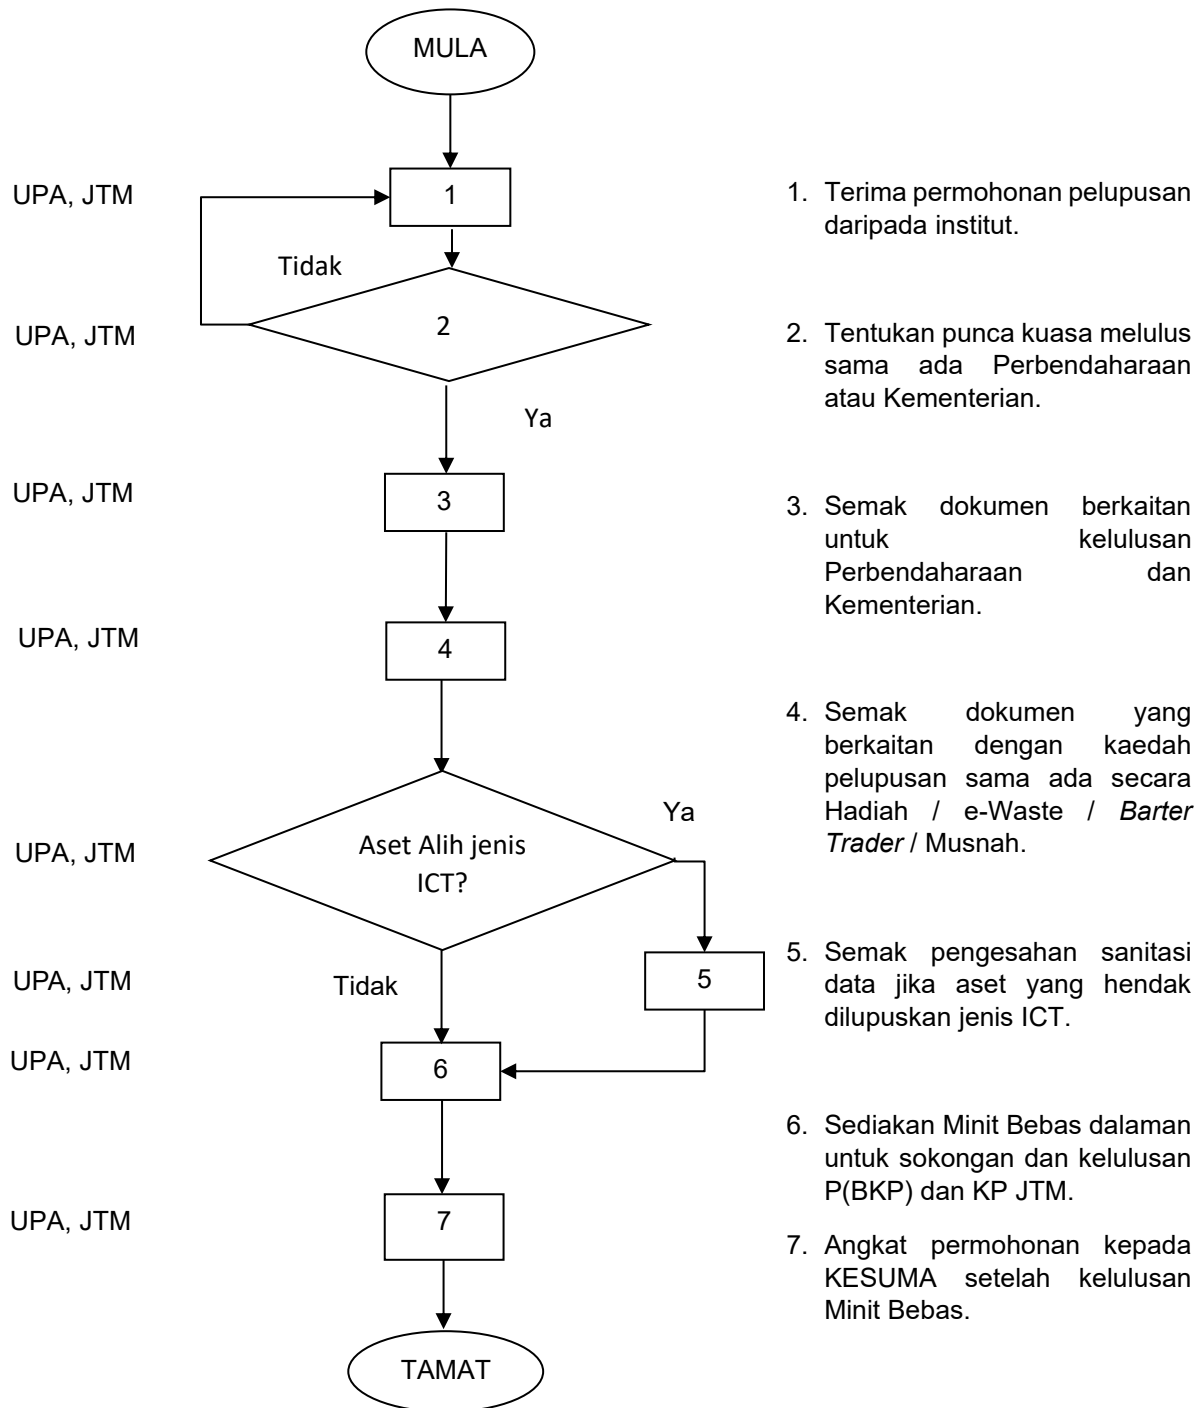 MULA
UPA, JTM
1
1. Terima permohonan pelupusan
daripada institut.
Tidak
UPA, JTM
2
2. Tentukan punca kuasa melulus
sama ada Perbendaharaan
atau Kementerian.
Ya
UPA, JTM
3
3. Semak dokumen berkaitan
untuk kelulusan
Perbendaharaan dan
Kementerian.
UPA, JTM
4
4. Semak dokumen yang
berkaitan dengan kaedah
pelupusan sama ada secara
Hadiah / e-Waste / Barter
Trader / Musnah.
Ya
UPA, JTM
Aset Alih jenis
ICT?
UPA, JTM
Tidak
5
5. Semak pengesahan sanitasi
data jika aset yang hendak
dilupuskan jenis ICT.
UPA, JTM
6
6. Sediakan Minit Bebas dalaman
untuk sokongan dan kelulusan
P(BKP) dan KP JTM.
UPA, JTM
7
7. Angkat permohonan kepada
KESUMA setelah kelulusan
Minit Bebas.
TAMAT